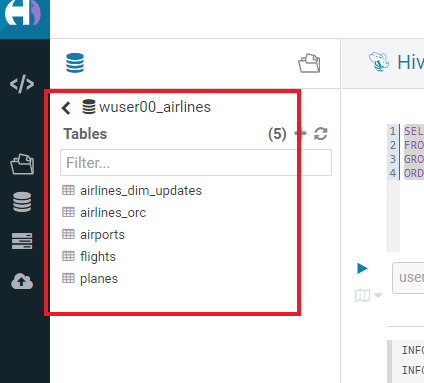 wuser00_airlines
Tables (5)
Filter...
airlines_dim_updates
airlines_orc
airports
flights
planes
Hiv
1 SEL
2 FRO
3 GRO
4 ORD
user
INFO
INFO